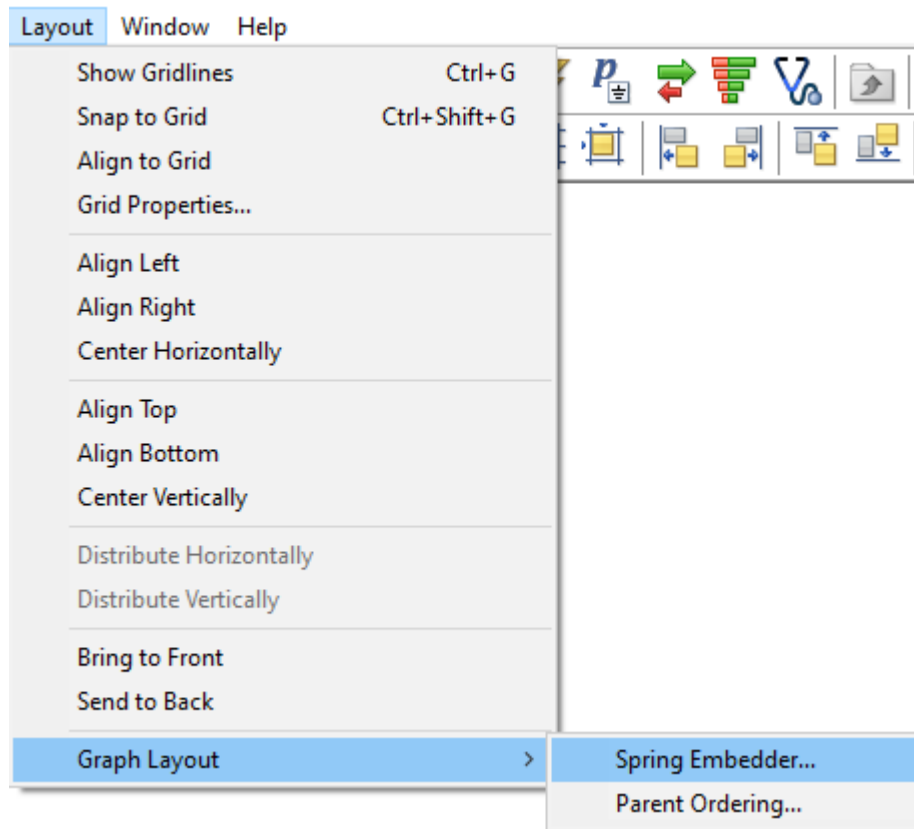 Layout Window Help
Show Gridlines Ctrl+G
Snap to Grid Ctrl+Shift+G
Align to Grid
Grid Properties...
Align Left
Align Right
Center Horizontally
Align Top
Align Bottom
Center Vertically
Distribute Horizontally
Distribute Vertically
Bring to Front
Send to Back
Graph Layout
Spring Embedder...
Parent Ordering...